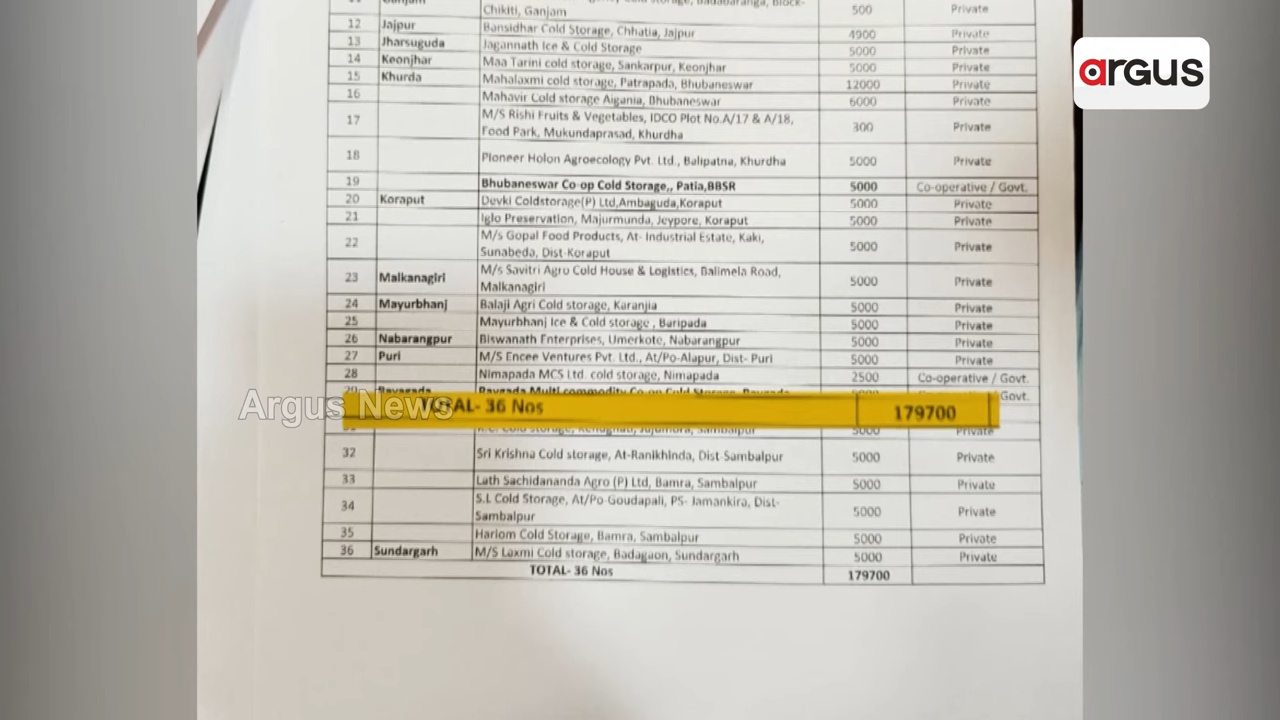 Chikiti, Ganjam 500 Private
12 Jajpur Bansidhar Cold Storage, Chhatia, Jajpur 4900 Private
13 Jharsuguda Jagannath Ice & Cold Storage 5000 Private
14 Keonjhar Maa Tarini cold storage, Sankarpur, Keonjhar 5000 Private
15 Khurda Mahalaxmi cold storage, Patrapada, Bhubaneswar 12000 Private
16 Mahavir Cold storage Aigania, Bhubaneswar 6000 Private
17 M/S Rishi Fruits & Vegetables, IDCO Plot No.A/17 & A/18,
Food Park, Mukundaprasad, Khurdha 300 Private
18 Pioneer Holon Agroecology Pvt. Ltd., Balipatna, Khurdha 5000 Private
19 Bhubaneswar Co-op Cold Storage,, Patia,BBSR 5000 Co-operative / Govt.
20 Koraput Devki Coldstorage(P) Ltd,Ambaguda,Koraput 5000 Private
21 Iglo Preservation, Majurmunda, Jeypore, Koraput 5000 Private
22 M/s Gopal Food Products, At- Industrial Estate, Kaki,
Sunabeda, Dist-Koraput 5000 Private
23 Malkanagiri M/s Savitri Agro Cold House & Logistics, Balimela Road,
Malkanagiri 5000 Private
24 Mayurbhanj Balaji Agri Cold storage, Karanjia 5000 Private
25 Mayurbhanj Ice & Cold storage , Baripada 5000 Private
26 Nabarangpur Biswanath Enterprises, Umerkote, Nabarangpur 5000 Private
27 Puri M/S Encee Ventures Pvt. Ltd., At/Po-Alapur, Dist- Puri 5000 Private
28 Nimapada MCS Ltd. cold storage, Nimapada 2500 Co-operative / Govt.
Govt.
Argus News
TOTAL- 36 Nos 179700
5000 Private
32 Sri Krishna Cold storage, At-Ranikhinda, Dist-Sambalpur 5000 Private
33 Lath Sachidananda Agro (P) Ltd, Bamra, Sambalpur 5000 Private
34 S.L Cold Storage, At/Po-Goudapali, PS- Jamankira, Dist-
Sambalpur 5000 Private
35 Hariom Cold Storage, Bamra, Sambalpur 5000 Private
36 Sundargarh M/S Laxmi Cold storage, Badagaon, Sundargarh 5000 Private
TOTAL- 36 Nos 179700
argus